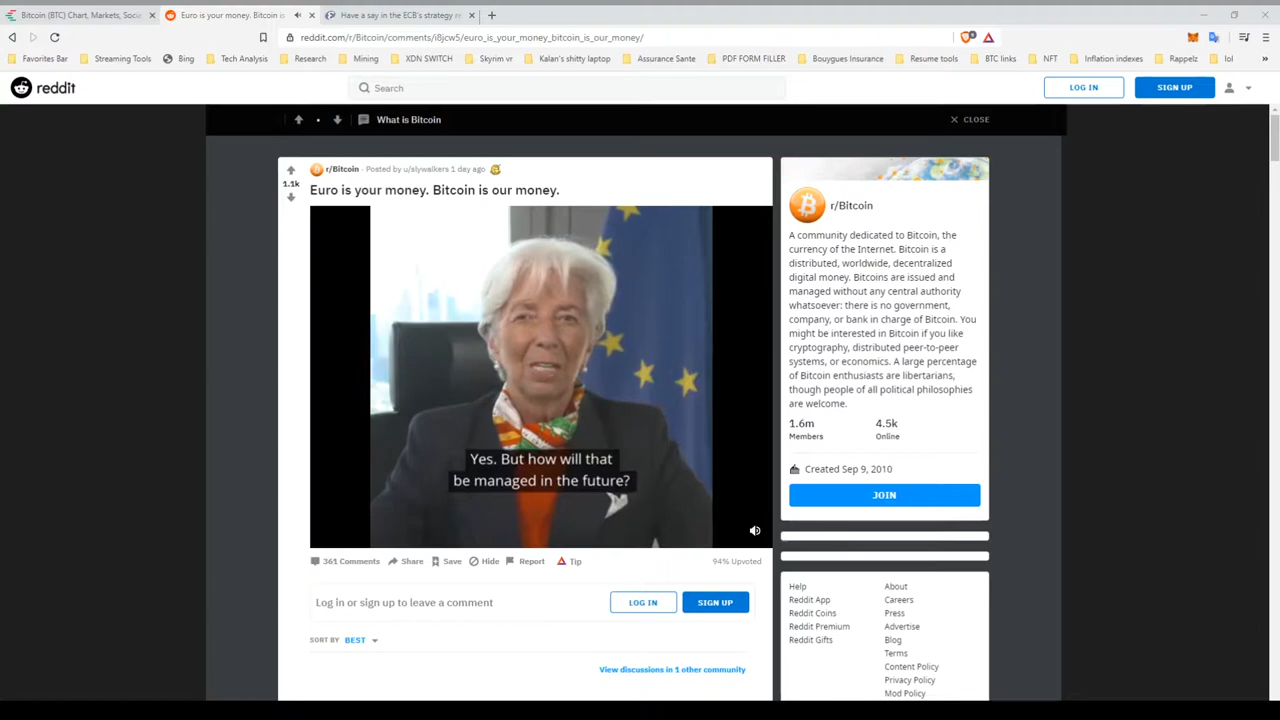 Bitcoin (BTC) Chart, Markets, Socia
Euro is your money. Bitcoin is
Have a say in the ECB's strategy re
reddit.com/r/Bitcoin/comments/i8jcw5/euro_is_your_money_bitcoin_is_our_money/
Favorites Bar Streaming Tools Bing Tech Analysis Research Mining XDN SWITCH Skyrim vr Kalan's shitty laptop Assurance Sante PDF FORM FILLER Bouygues Insurance Resume tools BTC links NFT Inflation indexes Rappelz lol
reddit
Search
LOG IN
SIGN UP
What is Bitcoin
CLOSE
r/Bitcoin · Posted by u/slywalkers 1 day ago
1.1k
Euro is your money. Bitcoin is our money.
Yes. But how will that
be managed in the future?
361 Comments Share Save Hide Report Tip 94% Upvoted
Log in or sign up to leave a comment
LOG IN
SIGN UP
SORT BY BEST
View discussions in 1 other community
r/Bitcoin
A community dedicated to Bitcoin, the
currency of the Internet. Bitcoin is a
distributed, worldwide, decentralized
digital money. Bitcoins are issued and
managed without any central authority
whatsoever: there is no government,
company, or bank in charge of Bitcoin. You
might be interested in Bitcoin if you like
cryptography, distributed peer-to-peer
systems, or economics. A large percentage
of Bitcoin enthusiasts are libertarians,
though people of all political philosophies
are welcome.
1.6m 4.5k
Members Online
Created Sep 9, 2010
JOIN
Help About
Reddit App Careers
Reddit Coins Press
Reddit Premium Advertise
Reddit Gifts Blog
Terms
Content Policy
Privacy Policy
Mod Policy